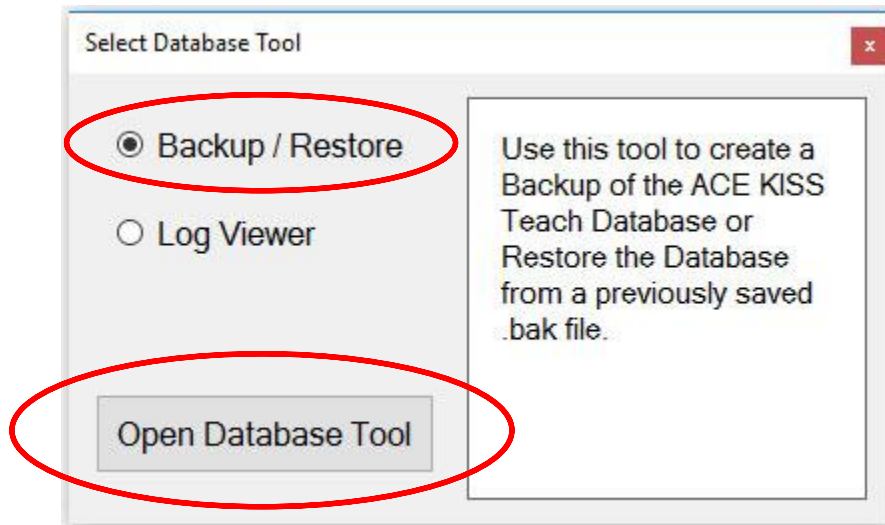 Select Database Tool
x
Backup / Restore
Log Viewer
Open Database Tool
Use this tool to create a
Backup of the ACE KISS
Teach Database or
Restore the Database
from a previously saved
.bak file.